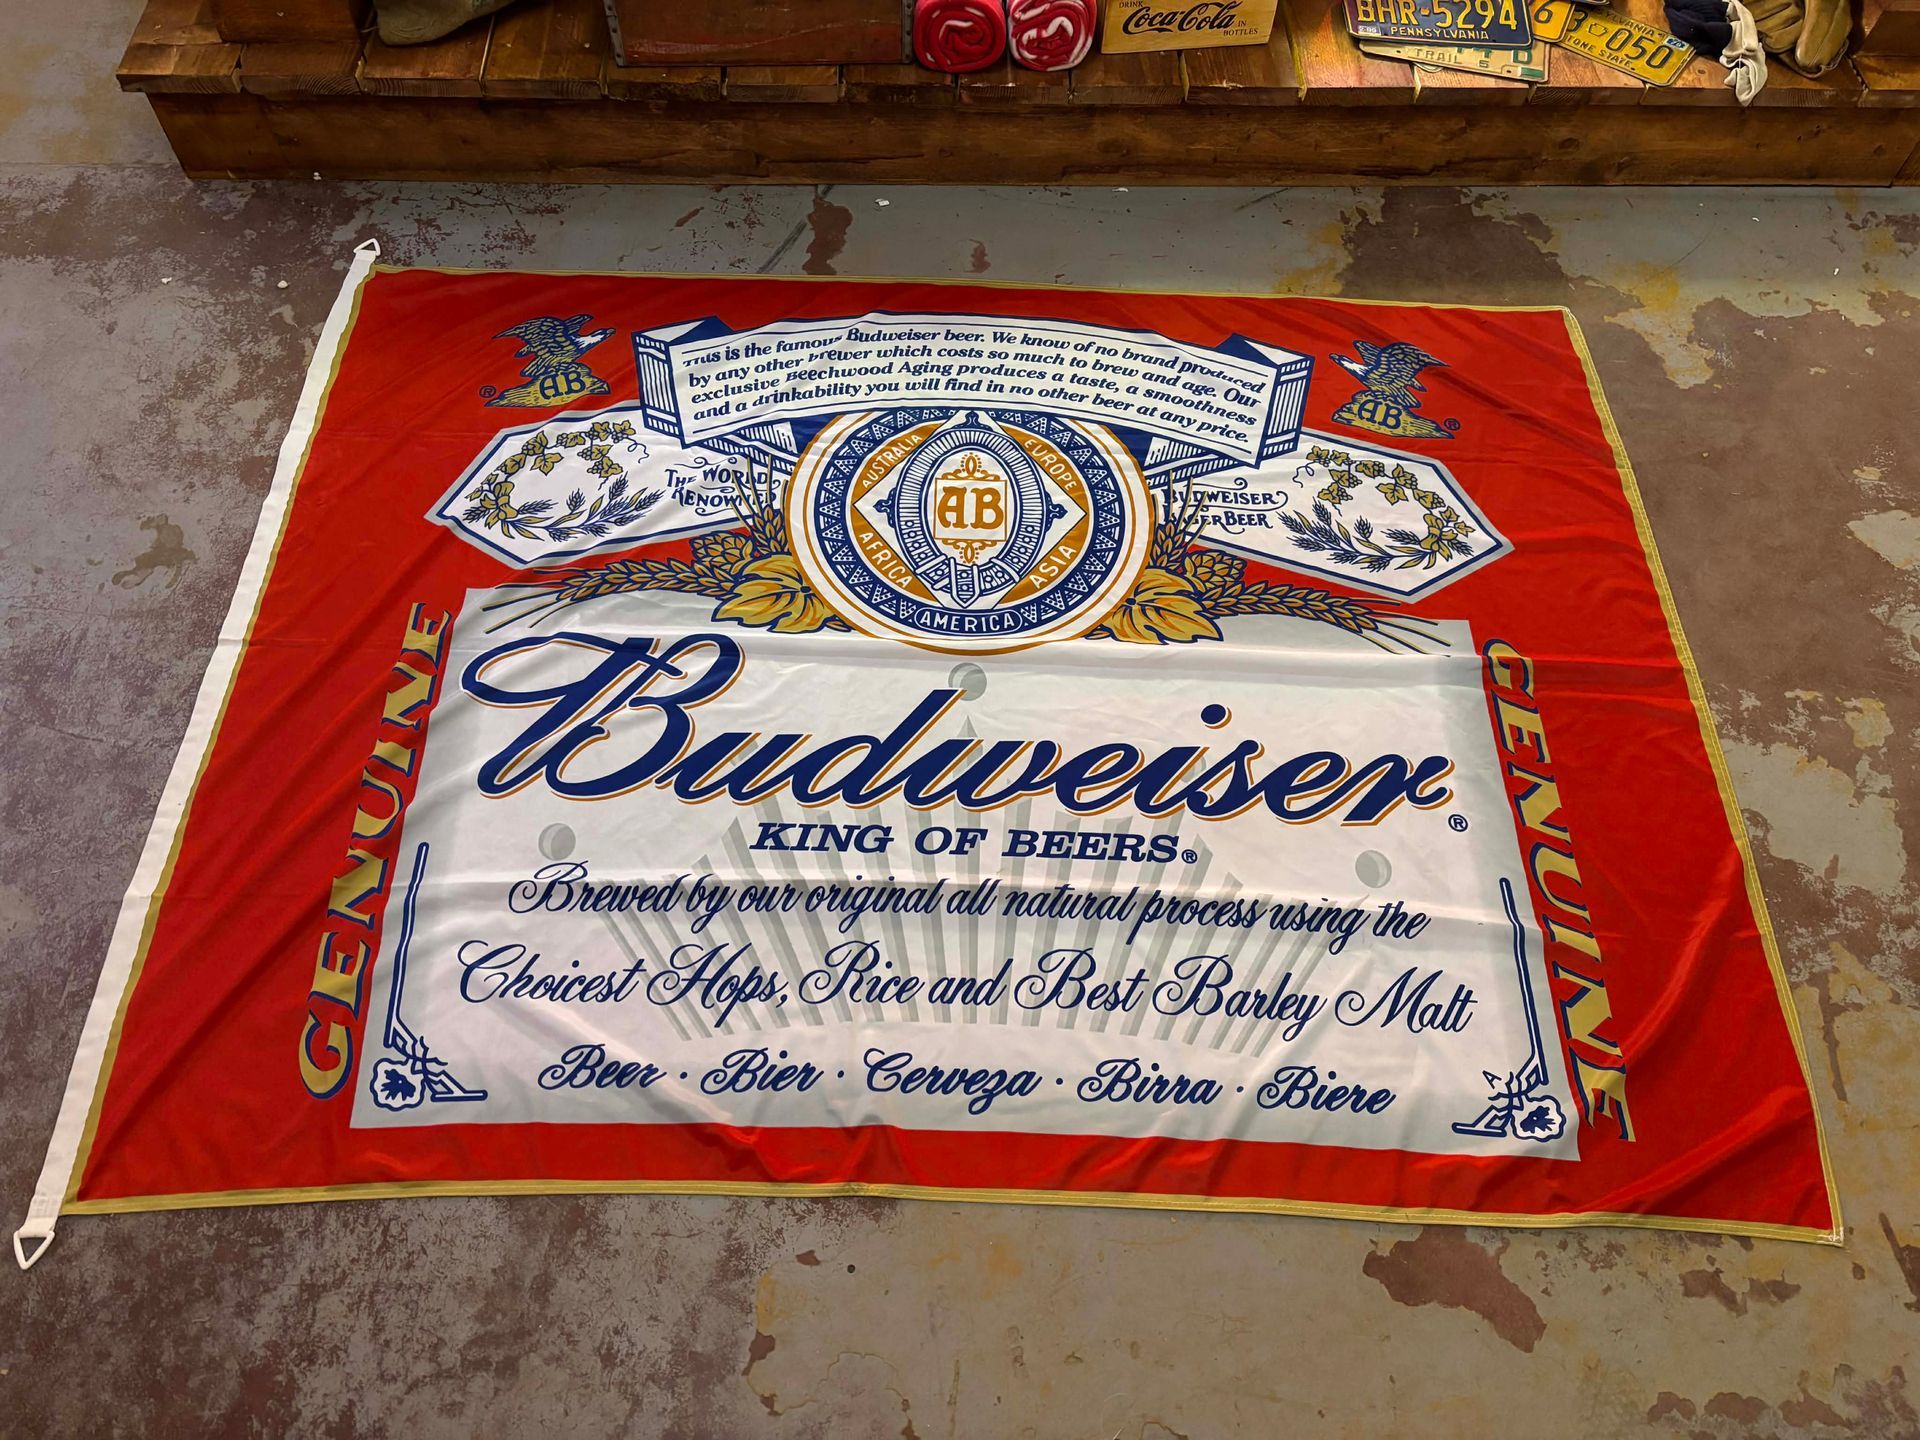 DRINK
Coca-Cola
IN
BOTTLES
BHR-5294
PENNSYLVANIA
TRAIL
050
This is the famous Budweiser beer. We know of no brand produced
by any other brewer which costs so much to brew and age. Our
exclusive Beechwood Aging produces a taste, a smoothness
and a drinkability you will find in no other beer at any price.
® AB
AB ®
THE WORLD
RENOWNED
BUDWEISER
LAGER BEER
AUSTRALIA
EUROPE
AB
AFRICA
ASIA
AMERICA
GENUINE
GENUINE
Budweiser®
KING OF BEERS®
Brewed by our original all natural process using the
Choicest Hops, Rice and Best Barley Malt
Beer · Bier · Cerveza · Birra · Biere
A